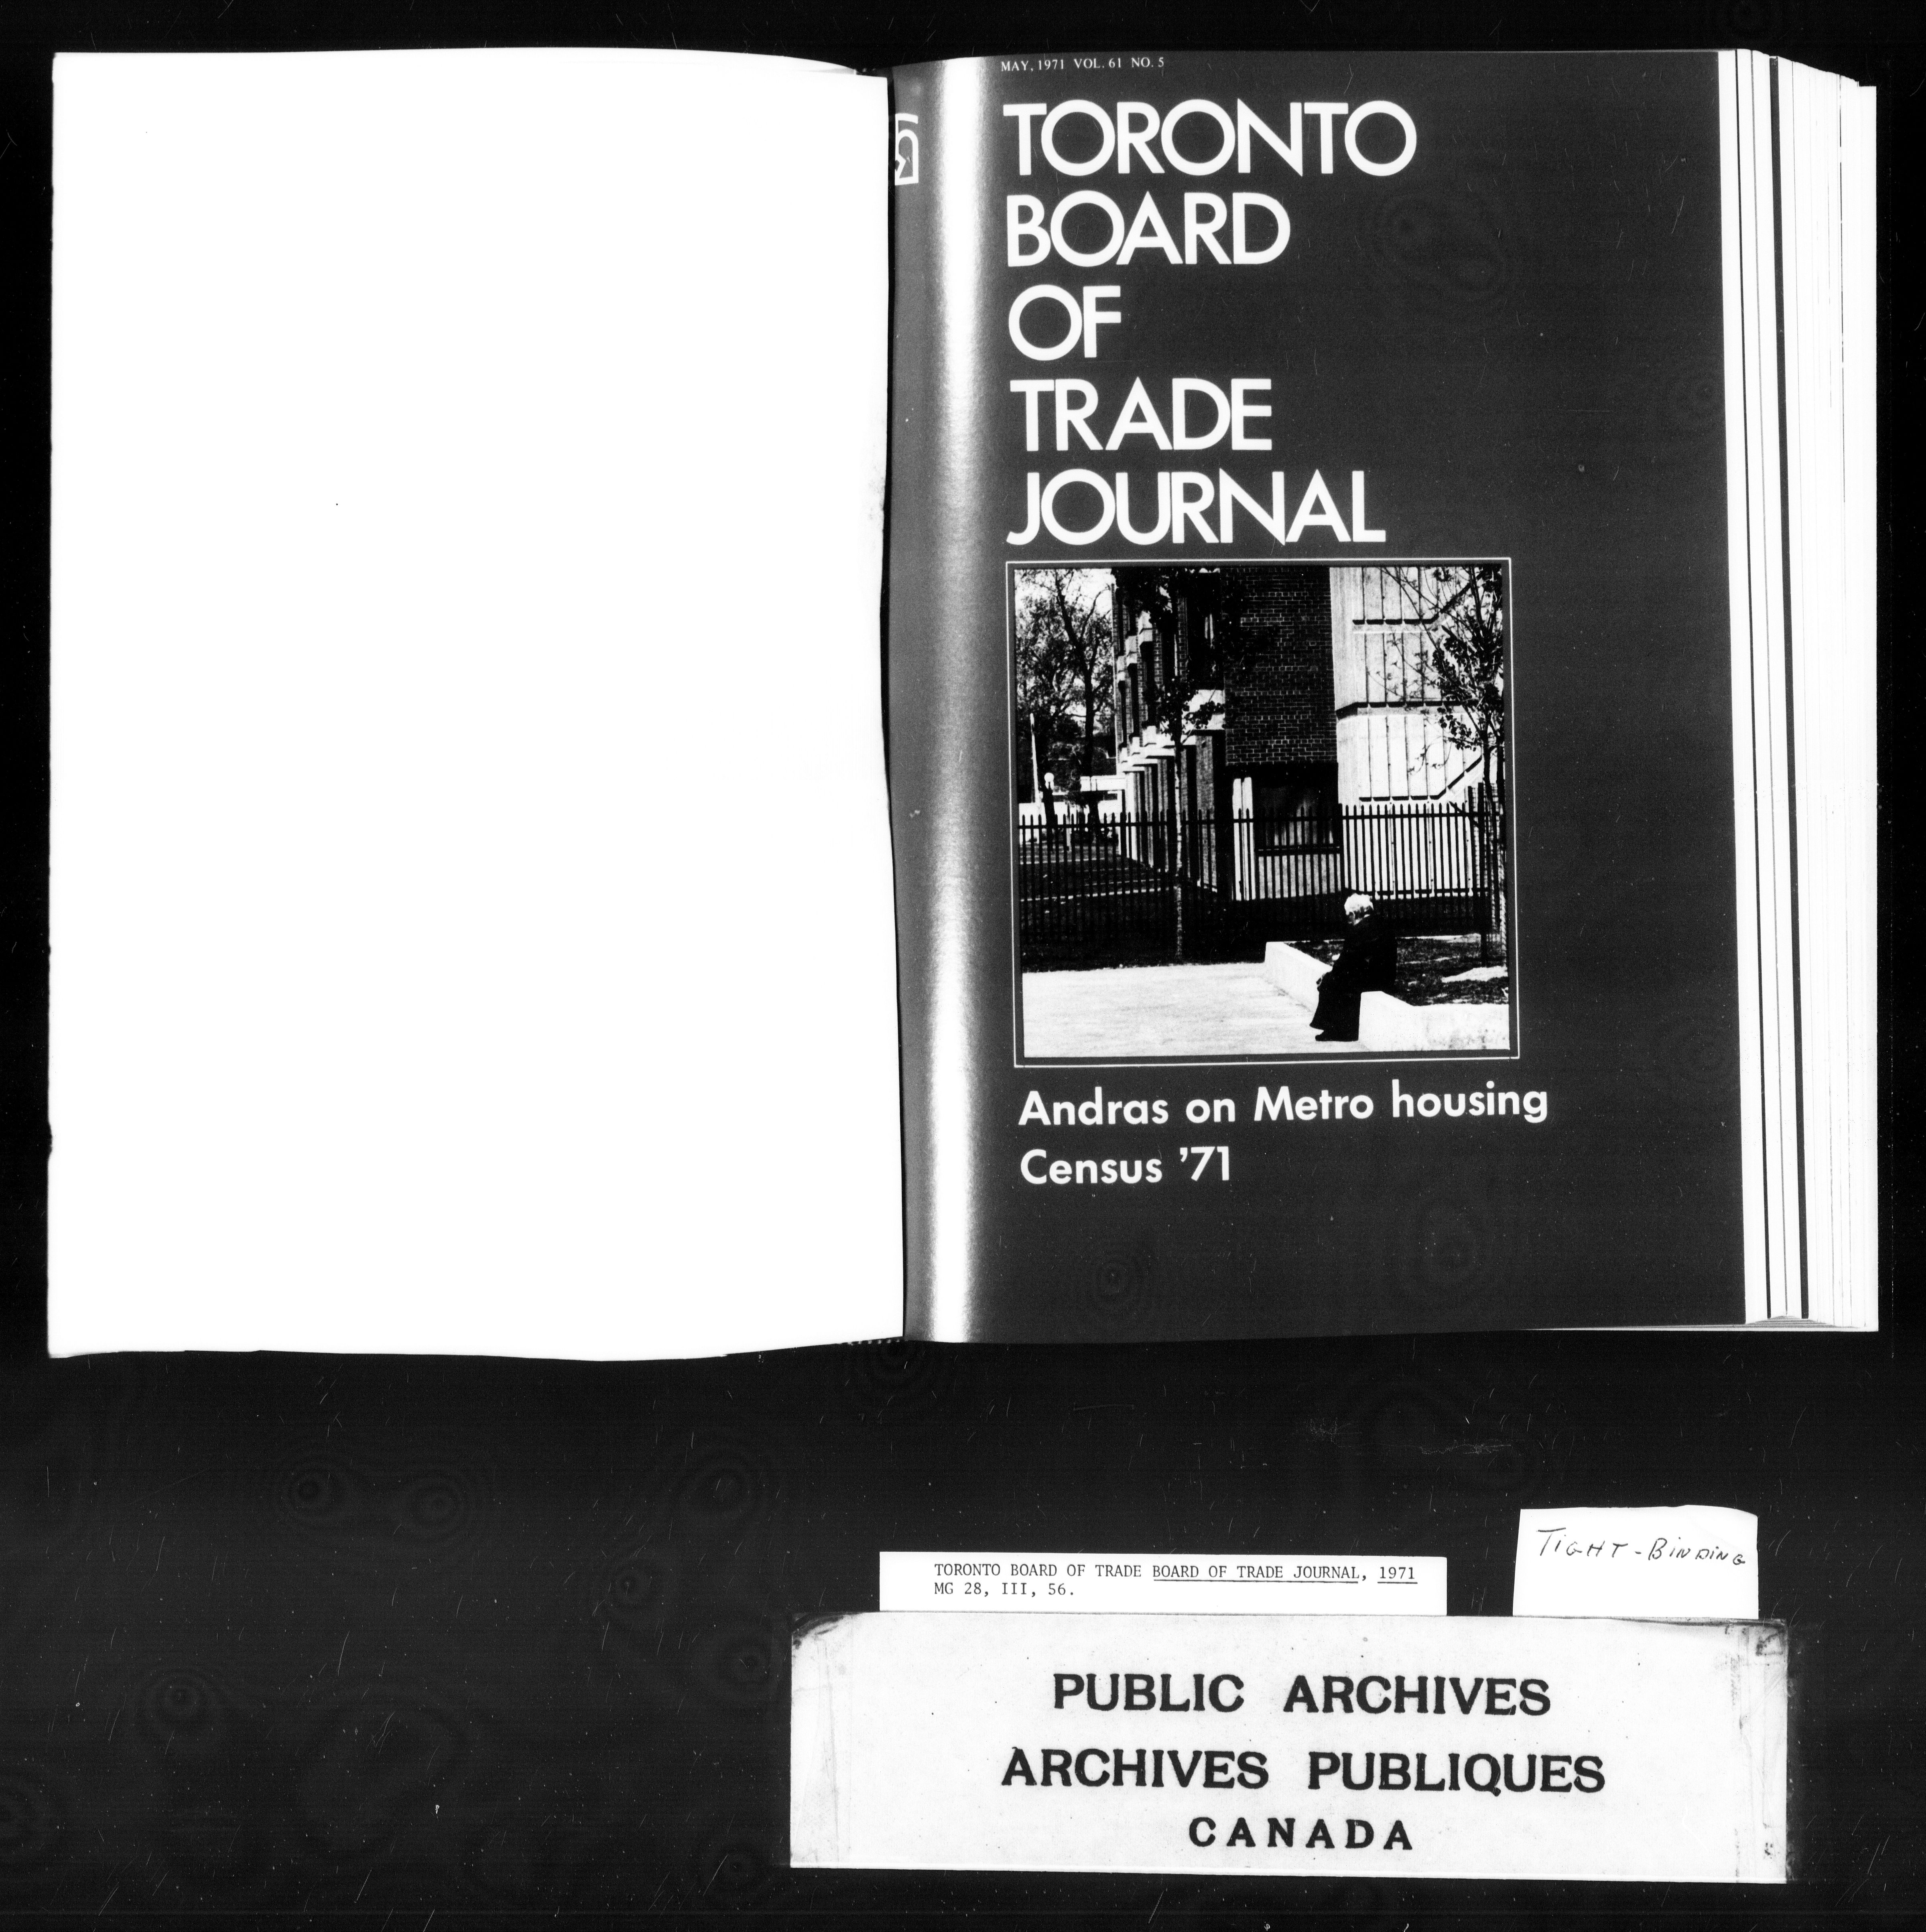 MAY, 1971 VOL. 61 NO. 5
TORONTO
BOARD
OF
TRADE
JOURNAL
Andras on Metro housing
Census '71
TIGHT-BINDING
TORONTO BOARD OF TRADE BOARD OF TRADE JOURNAL, 1971
MG 28, III, 56.
PUBLIC ARCHIVES
ARCHIVES PUBLIQUES
CANADA